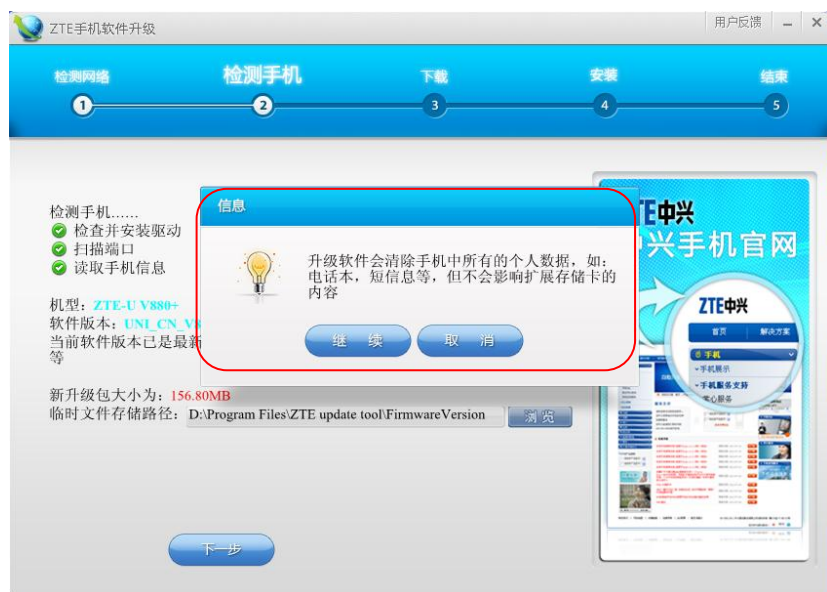 ZTE手机软件升级
用户反馈
检测网络 检测手机 下载 安装 结束
1 2 3 4 5
检测手机......
检查并安装驱动
扫描端口
读取手机信息
机型：ZTE-U V880+
软件版本：UNI_CN_V8
当前软件版本已是最新
等
新升级包大小为：156.80MB
临时文件存储路径：D:\Program Files\ZTE update tool\FirmwareVersion 浏览
下一步
信息
升级软件会清除手机中所有的个人数据，如：
电话本，短信息等，但不会影响扩展存储卡的
内容
继 续 取 消
ZTE中兴
中兴手机官网
ZTE中兴
首页 解决方案
手机
手机展示
手机服务支持